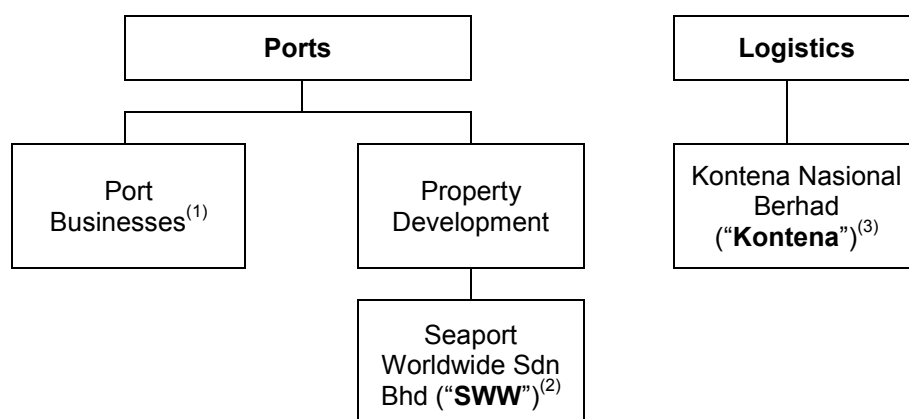 Ports
Logistics
Port
Businesses(1)
Property
Development
Kontena Nasional
Berhad
(“Kontena”)(3)
Seaport
Worldwide Sdn
Bhd (“SWW”)(2)